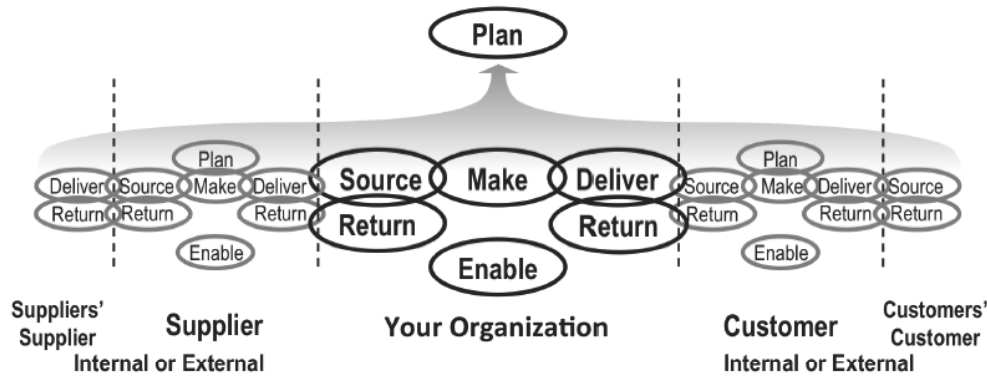 Plan
Plan
Plan
Deliver
Source
Make
Deliver
Source
Make
Deliver
Source
Make
Deliver
Source
Return
Return
Return
Return
Return
Return
Return
Return
Enable
Enable
Enable
Suppliers'
Supplier
Supplier
Internal or External
Your Organization
Customer
Internal or External
Customers'
Customer